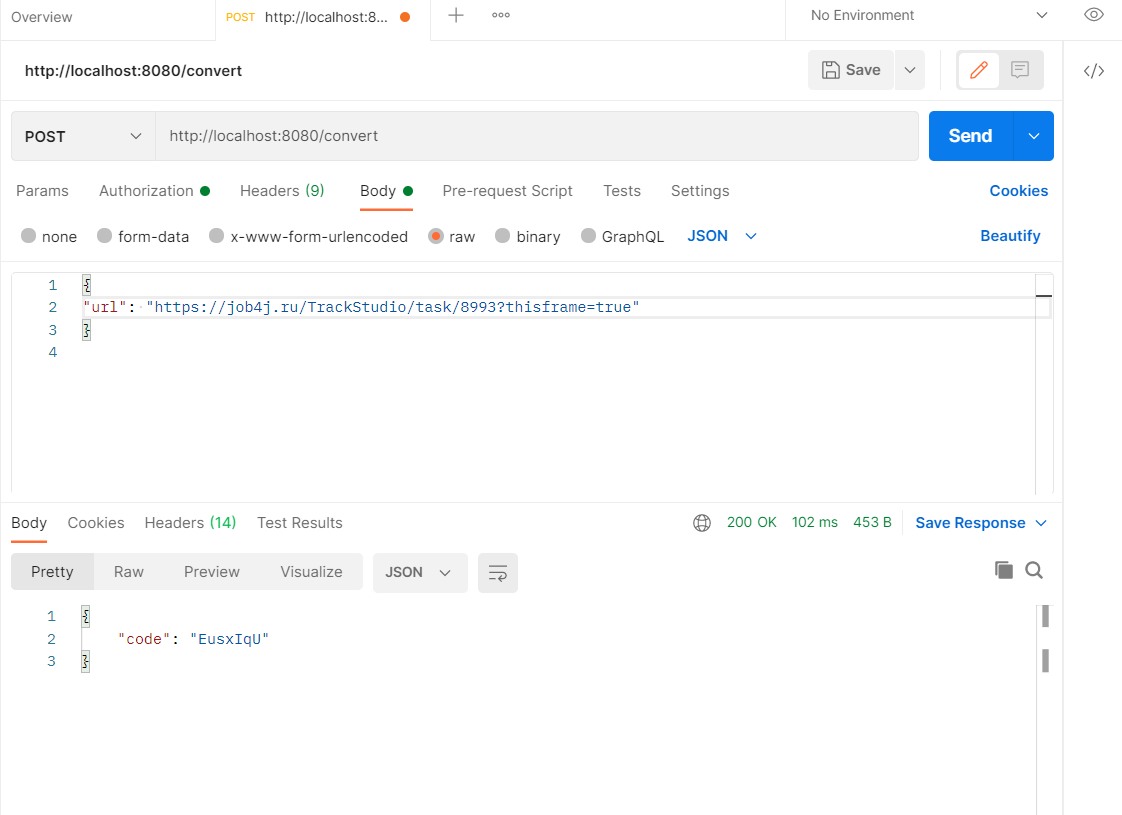 Overview
POST http://localhost:8...
No Environment
http://localhost:8080/convert
Save
POST http://localhost:8080/convert
Send
Params Authorization Headers (9) Body Pre-request Script Tests Settings Cookies
none form-data x-www-form-urlencoded raw binary GraphQL JSON Beautify
1 {
2 "url": "https://job4j.ru/TrackStudio/task/8993?thisframe=true"
3 }
4
Body Cookies Headers (14) Test Results 200 OK 102 ms 453 B Save Response
Pretty Raw Preview Visualize JSON
1 {
2 "code": "EusxIqU"
3 }